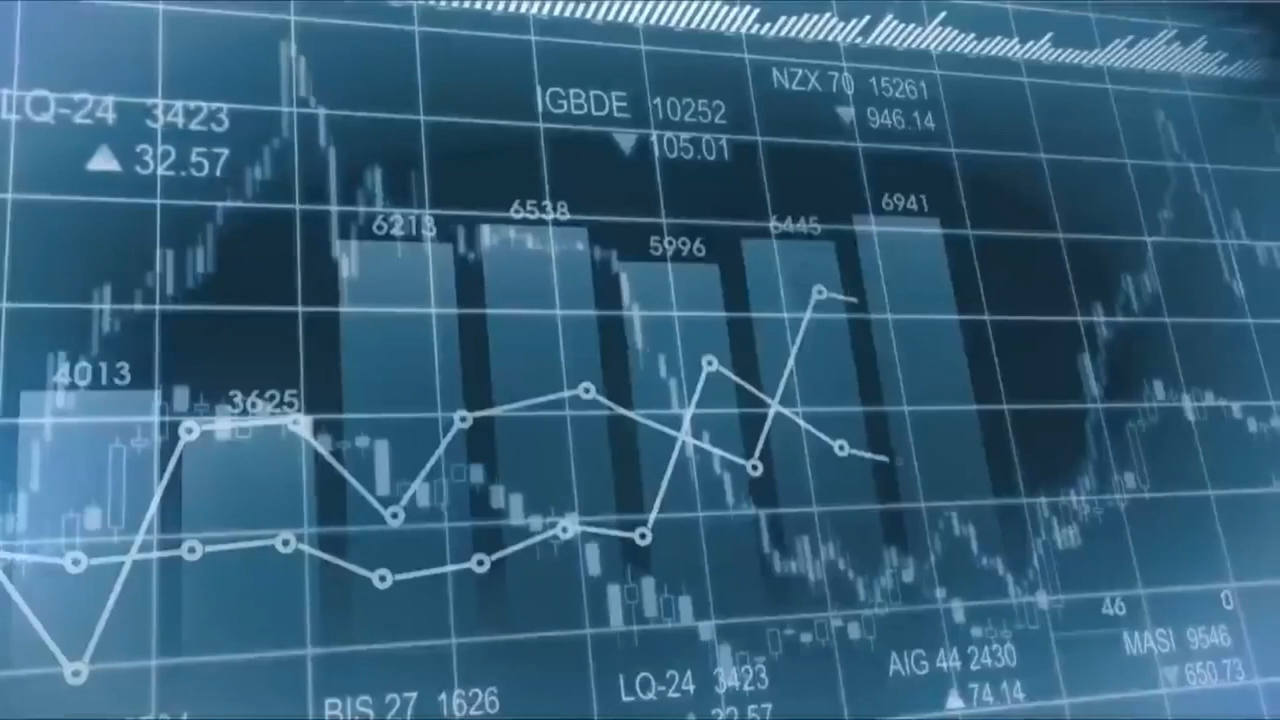 LQ-24 3423
32.57
IGBDE 10252
105.01
NZX 70 15261
946.14
4013
3625
6213
6538
5996
6445
6941
46 0
MASI 9546
650.73
AIG 44 2430
74.14
LQ-24 3423
32.57
BIS 27 1626